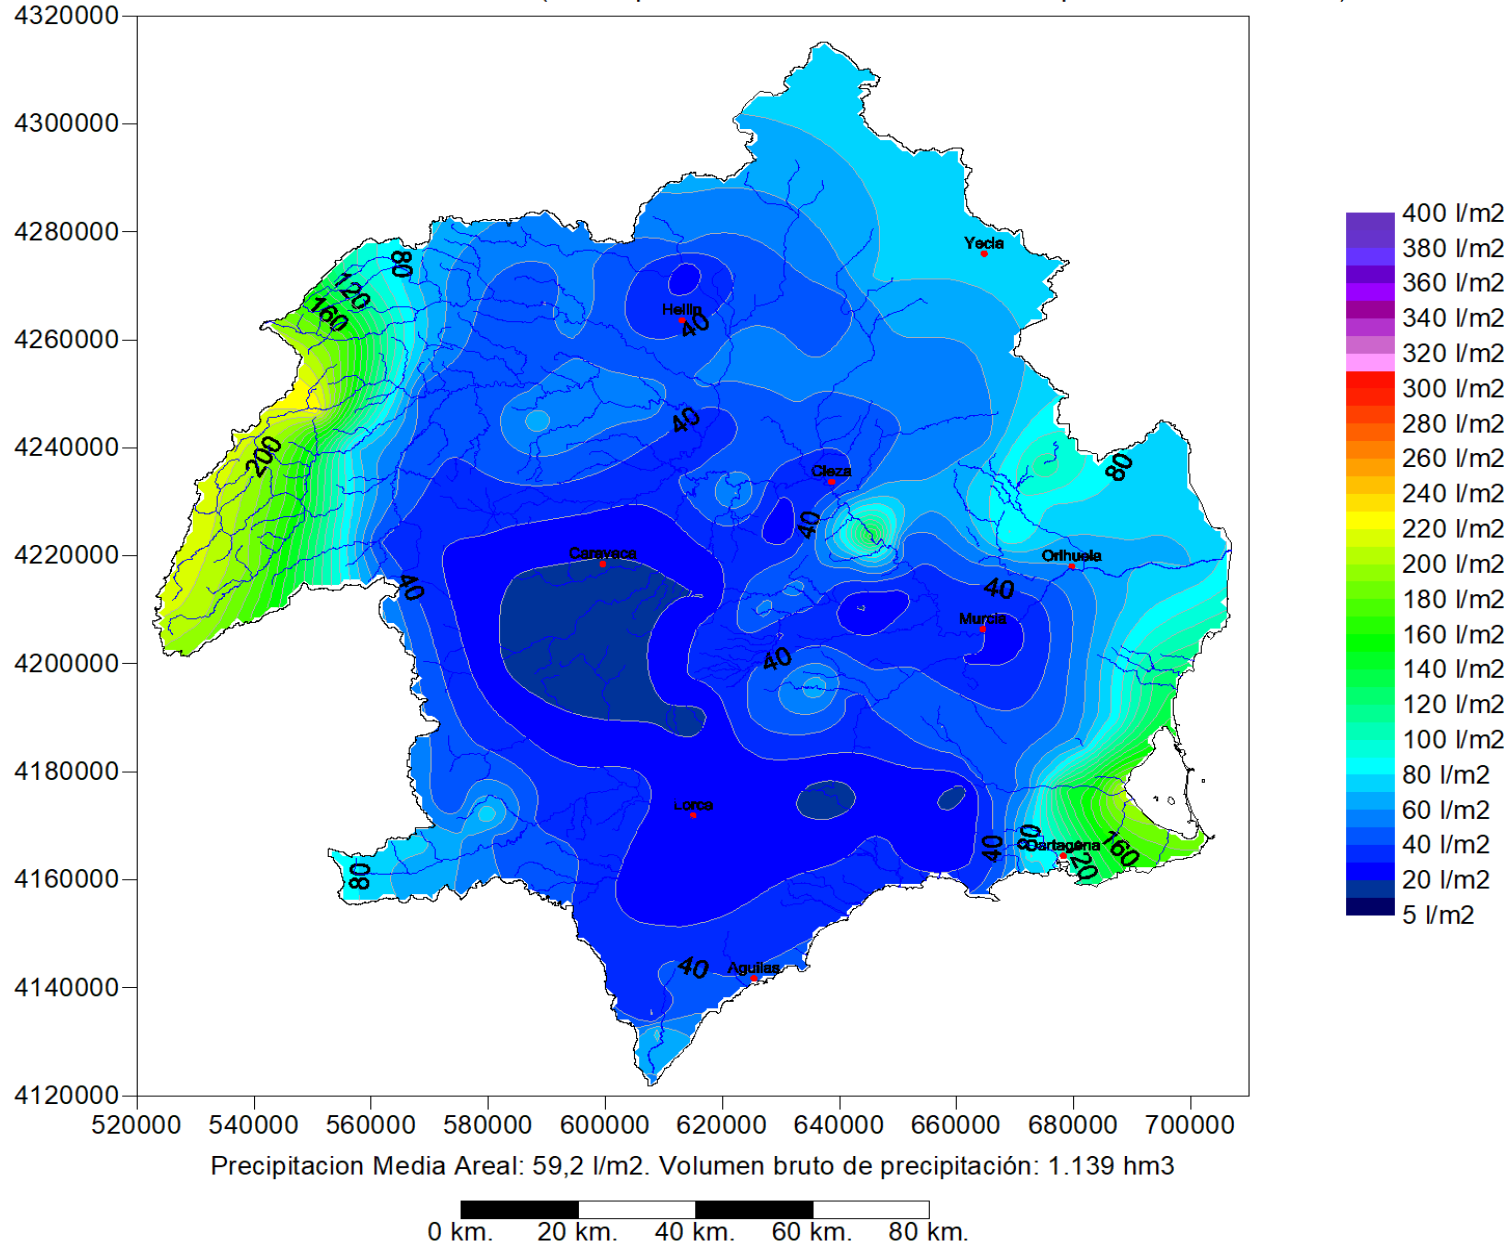 4320000
4300000
4280000
4260000
4240000
4220000
4200000
4180000
4160000
4140000
4120000
520000 540000 560000 580000 600000 620000 640000 660000 680000 700000
Yecla
80
120
160
Hellin
40
40
200
Cieza
80
40
Caravaca
Orihuela
40
40
Murcia
40
Lorca
40
80
Cartagena
120
160
80
40
Aguilas
400 l/m2
380 l/m2
360 l/m2
340 l/m2
320 l/m2
300 l/m2
280 l/m2
260 l/m2
240 l/m2
220 l/m2
200 l/m2
180 l/m2
160 l/m2
140 l/m2
120 l/m2
100 l/m2
80 l/m2
60 l/m2
40 l/m2
20 l/m2
5 l/m2
Precipitacion Media Areal: 59,2 l/m2. Volumen bruto de precipitación: 1.139 hm3
0 km. 20 km. 40 km. 60 km. 80 km.